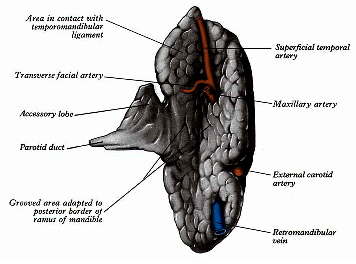 Area in contact with
temporomandibular
ligament
Transverse facial artery
Accessory lobe
Parotid duct
Grooved area adapted to
posterior border of
ramus of mandible
Superficial temporal
artery
Maxillary artery
External carotid
artery
Retromandibular
vein